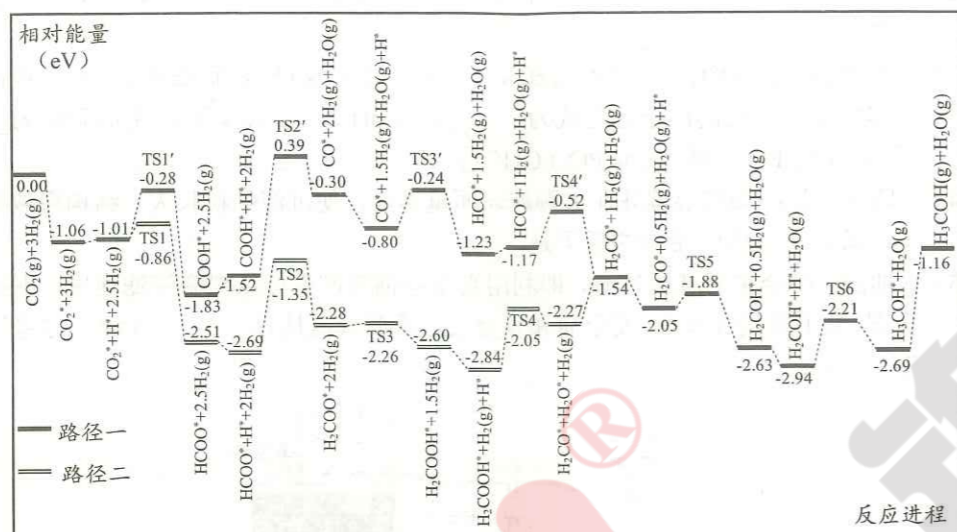 相对能量
(eV)
0.00
CO₂(g)+3H₂(g)
-1.06
CO₂*+3H₂(g)
-1.01
CO₂*+H*+2.5H₂(g)
TS1′
-0.28
TS1
-0.86
COOH*+2.5H₂(g)
-1.83
-2.51
HCOO*+2.5H₂(g)
COOH*+H*+2H₂(g)
-1.52
-2.69
HCOO*+H*+2H₂(g)
TS2′
0.39
TS2
-1.35
CO*+2H₂(g)+H₂O(g)
-0.30
-2.28
H₂COO*+2H₂(g)
CO*+1.5H₂(g)+H₂O(g)+H*
-0.80
TS3
-2.26
TS3′
-0.24
-2.60
H₂COOH*+1.5H₂(g)
HCO*+1.5H₂(g)+H₂O(g)
-1.23
-2.84
H₂COOH*+H₂(g)+H*
HCO*+1H₂(g)+H₂O(g)+H*
-1.17
TS4
-2.05
TS4′
-0.52
-2.27
H₂CO*+H₂O*+H₂(g)
H₂CO*+1H₂(g)+H₂O(g)
-1.54
H₂CO*+0.5H₂(g)+H₂O(g)+H*
-2.05
TS5
-1.88
H₂COH*+0.5H₂(g)+H₂O(g)
-2.63
H₂COH*+H*+H₂O(g)
-2.94
TS6
-2.21
H₃COH*+H₂O(g)
-2.69
H₃COH(g)+H₂O(g)
-1.16
路径一
路径二
反应进程
®